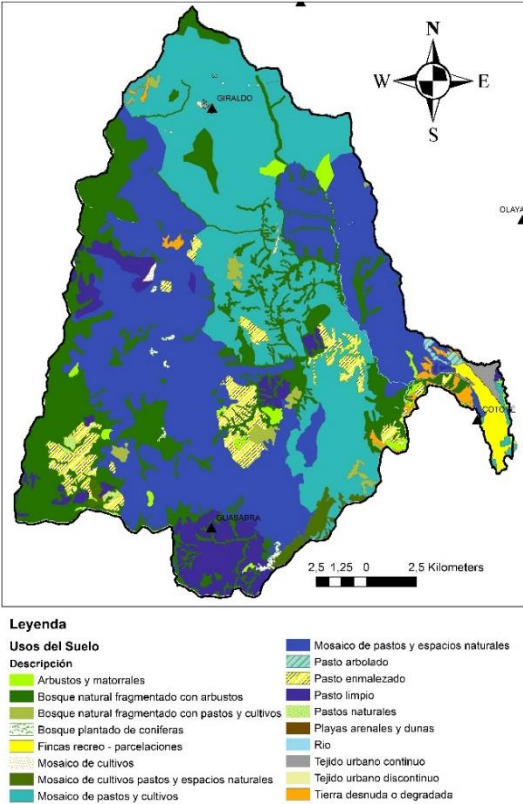 N
W E
S
GIRALDO
OLAYA
COTOVE
GUASABRA
2,5 1,25 0 2,5 Kilometers
Leyenda
Usos del Suelo
Descripción
Arbustos y matorrales
Bosque natural fragmentado con arbustos
Bosque natural fragmentado con pastos y cultivos
Bosque plantado de coniferas
Fincas recreo - parcelaciones
Mosaico de cultivos
Mosaico de cultivos pastos y espacios naturales
Mosaico de pastos y cultivos
Mosaico de pastos y espacios naturales
Pasto arbolado
Pasto enmalezado
Pasto limpio
Pastos naturales
Playas arenales y dunas
Rio
Tejido urbano continuo
Tejido urbano discontinuo
Tierra desnuda o degradada